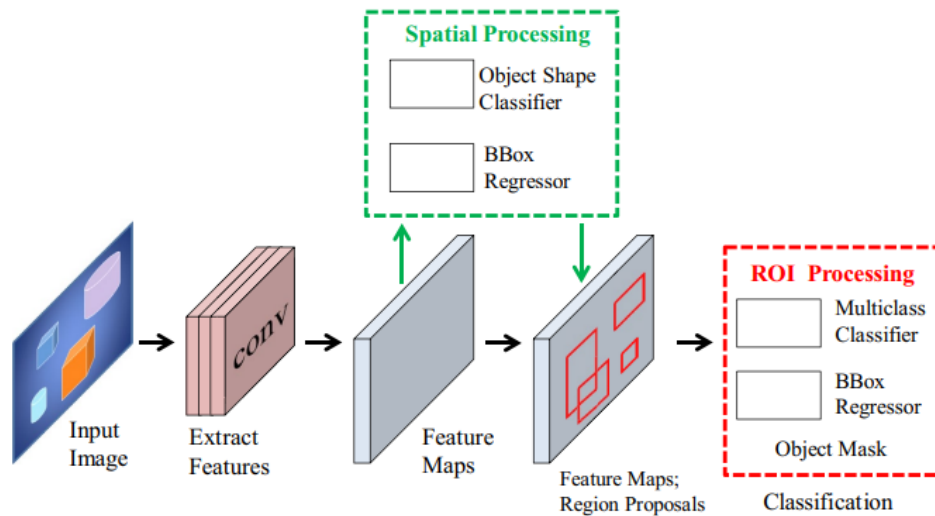 Spatial Processing
Object Shape
Classifier
BBox
Regressor
conv
Input
Image
Extract
Features
Feature
Maps
Feature Maps;
Region Proposals
ROI Processing
Multiclass
Classifier
BBox
Regressor
Object Mask
Classification